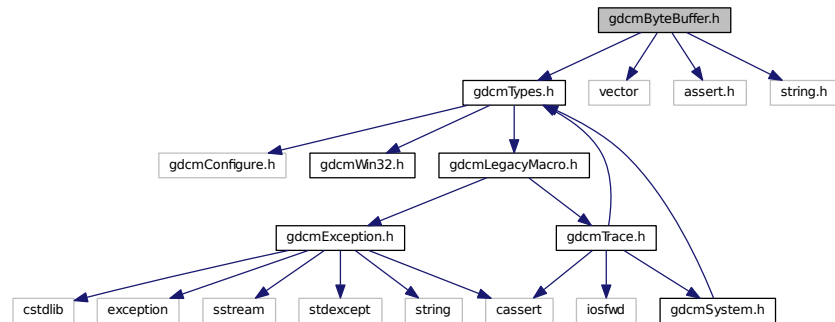 gdcmByteBuffer.h
gdcmTypes.h
vector
assert.h
string.h
gdcmConfigure.h
gdcmWin32.h
gdcmLegacyMacro.h
gdcmException.h
gdcmTrace.h
cstdlib
exception
sstream
stdexcept
string
cassert
iosfwd
gdcmSystem.h